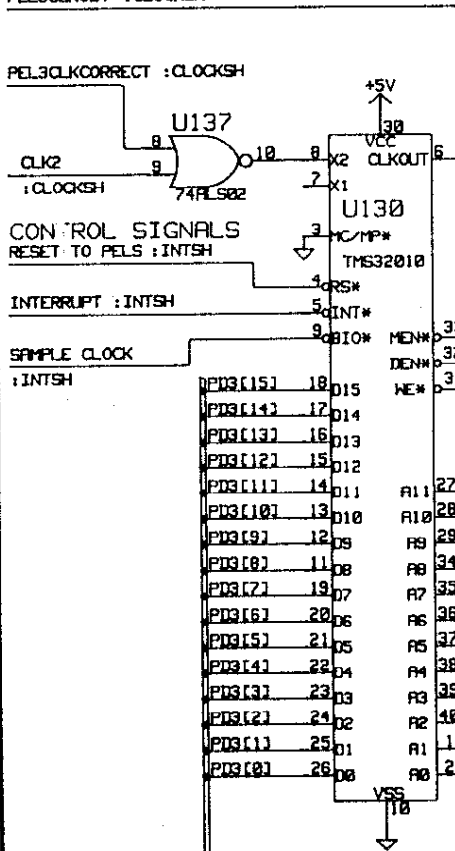 PEL3CLKCORRECT :CLOCKSH
+5V
U137
8
10
9
CLK2
:CLOCKSH
74ALS02
30
VCC
8 X2 CLKOUT 6
7 X1
U130
CONTROL SIGNALS
3 MC/MP*
TMS32010
RESET TO PELS :INTSH
4 RS*
INTERRUPT :INTSH
5 INT*
9 BIO* MEN*
SAMPLE CLOCK
:INTSH
DEN*
WE*
PD3[15] 18 D15
PD3[14] 17 D14
PD3[13] 16 D13
PD3[12] 15 D12
PD3[11] 14 D11 A11 27
PD3[10] 13 D10 A10 28
PD3[9] 12 D9 A9 29
PD3[8] 11 D8 A8 34
PD3[7] 19 D7 A7 35
PD3[6] 20 D6 A6 36
PD3[5] 21 D5 A5 37
PD3[4] 22 D4 A4 38
PD3[3] 23 D3 A3 39
PD3[2] 24 D2 A2 40
PD3[1] 25 D1 A1 1
PD3[0] 26 D0 A0 2
VSS
10